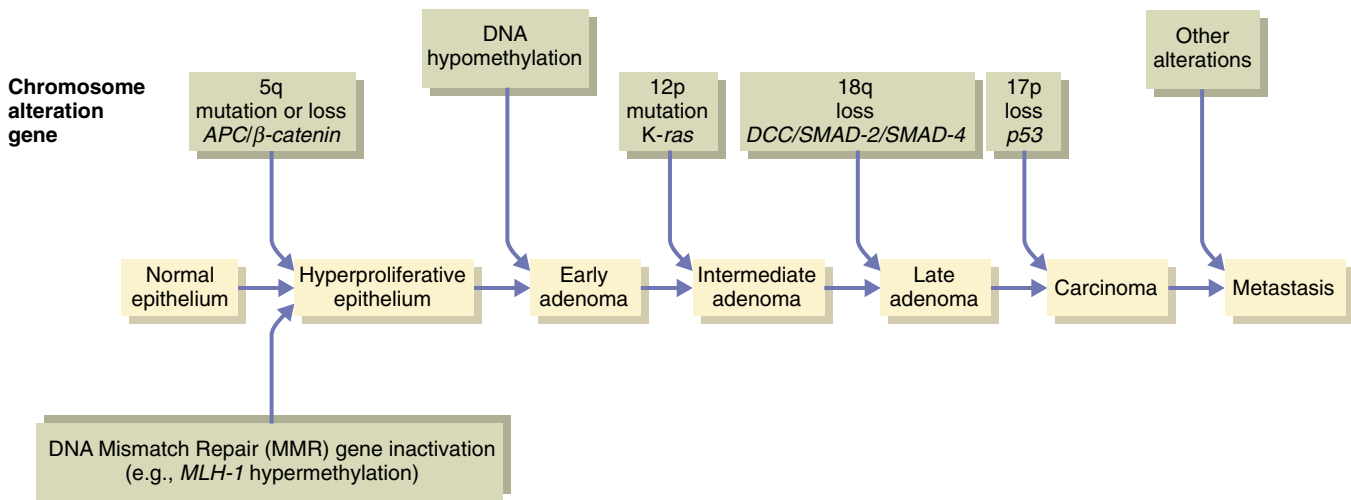 Chromosome
alteration
gene
5q
mutation or loss
APC/β-catenin
DNA
hypomethylation
12p
mutation
K-ras
18q
loss
DCC/SMAD-2/SMAD-4
17p
loss
p53
Other
alterations
Normal
epithelium
Hyperproliferative
epithelium
Early
adenoma
Intermediate
adenoma
Late
adenoma
Carcinoma
Metastasis
DNA Mismatch Repair (MMR) gene inactivation
(e.g., MLH-1 hypermethylation)